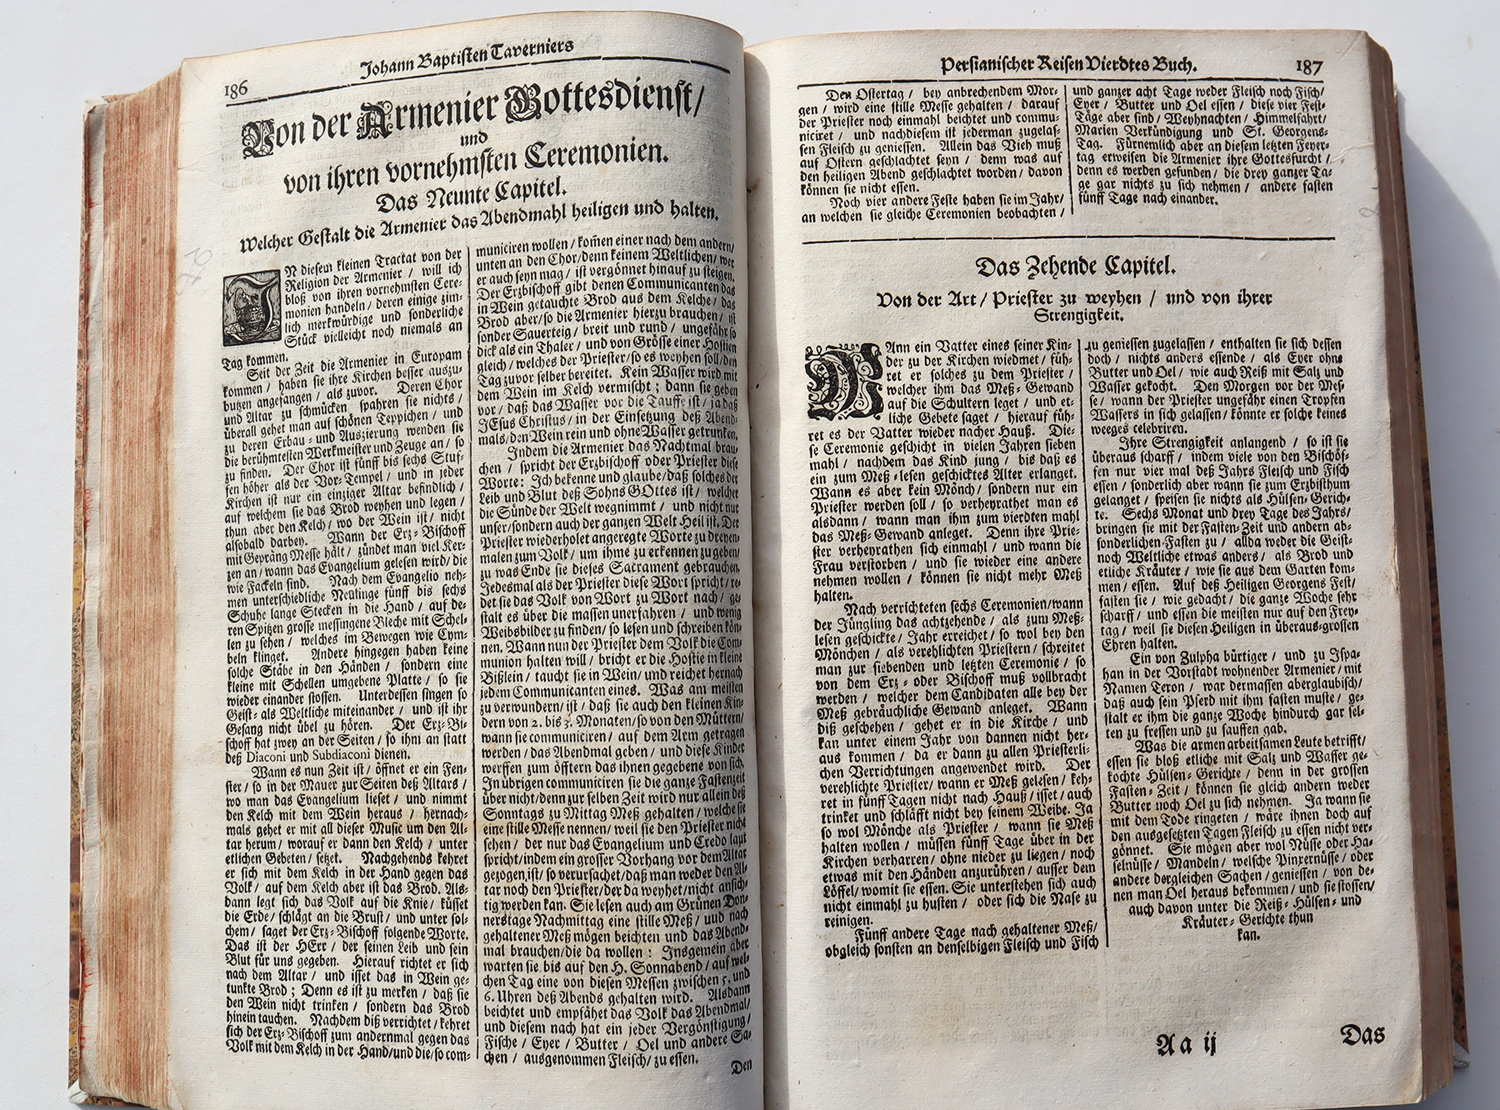 186
Johann Baptisten Taverniers
Von der Armenier Gottesdienst/
und
von ihren vornehmsten Ceremonien.
Das Neunte Capitel.
Welcher Gestalt die Armenier das Abendmahl heiligen und halten.
IN diesem kleinen Tractat von der
Religion der Armenier / will ich
bloß von ihren vornehmsten Cere-
monien handeln / deren einige zim-
lich merkwürdige und sonderliche
Stück vielleicht noch niemals an
Tag kommen.
Seit der Zeit die Armenier in Europam
kommen / haben sie ihre Kirchen besser auszu-
butzen angefangen / als zuvor. Deren Chor
und Altar zu schmücken spahren sie nichts /
überall gehet man auf schönen Teppichen / und
zu deren Erbau- und Auszierung wenden sie
die berühmtesten Werkmeister und Zeuge an / so
zu finden. Der Chor ist fünff bis sechs Stuf-
fen höher als der Vor-Tempel / und in jeder
Kirchen ist nur ein einziger Altar befindlich /
auf welchem sie das Brod weyhen und legen /
thun aber den Kelch / wo der Wein ist / nicht
alsobald darbey. Wann der Erz-Bischoff
mit Gepräng Messe hält / zündet man viel Ker-
zen an / wann das Evangelium gelesen wird / die
wie Fackeln sind. Nach dem Evangelio neh-
men unterschiedliche Neulinge fünff bis sechs
Schuhe lange Stecken in die Hand / auf de-
ren Spitzen grosse messingene Bleche mit Schel-
len zu sehen / welches im Bewegen wie Cym-
beln klinget. Andere hingegen haben keine
solche Stäbe in den Händen / sondern eine
kleine mit Schellen umgebene Platte / so sie
wieder einander stossen. Unterdessen singen so
Geist- als Weltliche miteinander / und ist ihr
Gesang nicht übel zu hören. Der Erz-Bi-
schoff hat zwey an der Seiten / so ihm an statt
deß Diaconi und Subdiaconi dienen.
Wann es nun Zeit ist / öffnet er ein Fen-
ster / so in der Mauer zur Seiten deß Altars /
wo man das Evangelium lieset / und nimmt
den Kelch mit dem Wein heraus / hernach-
mals gehet er mit all dieser Music um den Al-
tar herum / worauf er dann den Kelch / unter
etlichen Gebeten / setzet. Nachgehends kehret
er sich mit dem Kelch in der Hand gegen das
Volk / auf dem Kelch aber ist das Brod. Als-
dann legt sich das Volk auf die Knie / küsset
die Erde / schlägt an die Brust / und unter sol-
chem / saget der Erz-Bischoff folgende Worte.
Das ist der HErr / der seinen Leib und sein
Blut für uns gegeben. Hierauf richtet er sich
nach dem Altar / und isset das in Wein ge-
tunkte Brod ; Denn es ist zu merken / daß sie
den Wein nicht trinken / sondern das Brod
hinein tauchen. Nachdem diß verrichtet / kehret
sich der Erz-Bischoff zum andernmal gegen das
Volk mit dem Kelch in der Hand / und die / so com-
municiren wollen / komen einer nach dem andern /
unten an den Chor / denn keinem Weltlichen / wer
er auch seyn mag / ist vergönnet hinauf zu steigen.
Der Erzbischoff gibt denen Communicanten das
in Wein getauchte Brod aus dem Kelche / das
Brod aber / so die Armenier hierzu brauchen / ist
sonder Sauerteig / breit und rund / ungefähr so
dick als ein Thaler / und von Grösse einer Hostien
gleich / welches der Priester / so es weyhen soll / den
Tag zuvor selber bereitet. Kein Wasser wird mit
dem Wein im Kelch vermischt ; dann sie geben
vor / daß das Wasser vor die Tauffe ist / ja daß
JEsus Christus / in der Einsetzung deß Abend-
mals / den Wein rein und ohne Wasser getrunken.
Indem die Armenier das Nachtmal brau-
chen / spricht der Erzbischoff oder Priester diese
Worte: Ich bekenne und glaube / daß solches der
Leib und Blut deß Sohns GOttes ist / welcher
die Sünde der Welt wegnimmt / und nicht nur
unser / sondern auch der ganzen Welt Heil ist. Der
Priester wiederholet angeregte Worte zu dreyen-
malen zum Volk / um ihme zu erkennen zu geben /
zu was Ende sie dieses Sacrament gebrauchen.
Jedesmal als der Priester diese Wort spricht / re-
det sie das Volk von Wort zu Wort nach / ge-
stalt es über die massen unerfahren / und wenig
Weibsbilder zu finden / so lesen und schreiben kön-
nen. Wann nun der Priester dem Volk die Com-
munion halten will / bricht er die Hostie in kleine
Bißlein / taucht sie in Wein / und reichet hernach
jedem Communicanten eines. Was am meisten
zu verwundern / ist / daß sie auch den kleinen Kin-
dern von 2. bis 3. Monaten / so von den Müttern /
wann sie communiciren / auf dem Arm getragen
werden / das Abendmal geben / und diese Kinder
werffen zum öfftern das ihnen gegebene von sich.
In übrigen communiciren sie die ganze Fastenzeit
über nicht / denn zur selben Zeit wird nur allein deß
Sonntags zu Mittag Meß gehalten / welche sie
eine stille Messe nennen / weil sie den Priester nicht
sehen / der nur das Evangelium und Credo laut
spricht / indem ein grosser Vorhang vor dem Altar
gezogen ist / so verursachet / daß man weder den Al-
tar noch den Priester / der da weyhet / nicht ansich-
tig werden kan. Sie lesen auch am Grünen Don-
nerstage Nachmittag eine stille Meß / und nach
gehaltener Meß mögen beichten und das Abend-
mal brauchen / die da wollen : Insgemein aber
warten sie bis auf den H. Sonnabend / auf wel-
chen Tag eine von diesen Messen zwischen 5. und
6. Uhren deß Abends gehalten wird. Alsdann
beichtet und empfähet das Volk das Abendmal /
und diesem nach hat ein jeder Vergönstigung /
Fische / Eyer / Butter / Oel und andere Sa-
chen / ausgenommen Fleisch / zu essen.
Den
Persianischer Reisen Vierdtes Buch.
187
Den Ostertag / bey anbrechendem Mor-
gen / wird eine stille Messe gehalten / darauf
der Priester noch einmahl beichtet und commu-
niciret / und nachdiesem ist jederman zugelas-
sen Fleisch zu geniessen. Allein das Vieh muß
auf Ostern geschlachtet seyn / denn was auf
den heiligen Abend geschlachtet worden / davon
können sie nicht essen.
Noch vier andere Feste haben sie im Jahr /
an welchen sie gleiche Ceremonien beobachten /
und ganzer acht Tage weder Fleisch noch Fisch /
Eyer / Butter und Oel essen / diese vier Fest-
Täge aber sind / Weyhnachten / Himmelfahrt /
Marien Verkündigung und St. Georgens-
Tag. Fürnemlich aber an diesem letzten Feyer-
tag erweisen die Armenier ihre Gottesfurcht /
denn es werden gefunden / die drey ganzer Ta-
ge gar nichts zu sich nehmen / andere fasten
fünff Tage nach einander.
Das Zehende Capitel.
Von der Art / Priester zu weyhen / und von ihrer
Strengigkeit.
WAnn ein Vatter eines seiner Kin-
der zu der Kirchen wiedmet / füh-
ret er solches zu dem Priester /
welcher ihm das Meß-Gewand
auf die Schultern leget / und et-
liche Gebete saget / hierauf füh-
ret es der Vatter wieder nacher Hauß. Die-
se Ceremonie geschicht in vielen Jahren sieben
mahl / nachdem das Kind jung / bis daß es
ein zum Meß-lesen geschicktes Alter erlanget.
Wann es aber kein Mönch / sondern nur ein
Priester werden soll / so verheyrathet man es
alsdann / wann man ihm zum vierdten mahl
das Meß-Gewand anleget. Denn ihre Prie-
ster verheyrathen sich einmahl / und wann die
Frau verstorben / und sie wieder eine andere
nehmen wollen / können sie nicht mehr Meß
halten.
Nach verrichteten sechs Ceremonien / wann
der Jüngling das achtzehende / als zum Meß-
lesen geschickte / Jahr erreichet / so wol bey den
Mönchen / als verehlichten Priestern / schreitet
man zur siebenden und letzten Ceremonie / so
von dem Erz- oder Bischoff muß vollbracht
werden / welcher dem Candidaten alle bey der
Meß gebräuchliche Gewand anleget. Wann
diß geschehen / gehet er in die Kirche / und
kan unter einem Jahr von dannen nicht her-
aus kommen / da er dann zu allen Priesterli-
chen Verrichtungen angewendet wird. Der
verehlichte Priester / wann er Meß gelesen / keh-
ret in fünff Tagen nicht nach Hauß / isset / auch
trinket und schläfft nicht bey seinem Weibe. Ja
so wol Mönche als Priester / wann sie Meß
halten wollen / müssen fünff Tage über in der
Kirchen verharren / ohne nieder zu liegen / noch
etwas mit den Händen anzurühren / ausser dem
Löffel / womit sie essen. Sie unterstehen sich auch
nicht einmahl zu husten / oder sich die Nase zu
reinigen.
Fünff andere Tage nach gehaltener Meß /
obgleich sonsten an denselbigen Fleisch und Fisch
zu geniessen zugelassen / enthalten sie sich dessen
doch / nichts anders essende / als Eyer ohne
Butter und Oel / wie auch Reiß mit Salz und
Wasser gekocht. Den Morgen vor der Mes-
se / wann der Priester ungefähr einen Tropfen
Wassers in sich gelassen / könnte er solche keines
weeges celebriren.
Ihre Strengigkeit anlangend / so ist sie
überaus scharff / indem viele von den Bischöf-
fen nur vier mal deß Jahrs Fleisch und Fisch
essen / sonderlich aber wann sie zum Erzbisthum
gelanget / speisen sie nichts als Hülsen-Gerich-
te. Sechs Monat und drey Tage des Jahrs /
bringen sie mit der Fasten-Zeit und andern ab-
sonderlichen-Fasten zu / allda weder die Geist-
noch Weltliche etwas anders / als Brod und
etliche Kräuter / wie sie aus dem Garten kom-
men / essen. Auf deß Heiligen Georgens Fest /
fasten sie / wie gedacht / die ganze Woche sehr
scharff / und essen die meisten nur auf den Frey-
tag / weil sie diesen Heiligen in überaus-grossen
Ehren halten.
Ein von Zulpha bürtiger / und zu Ispa-
han in der Vorstadt wohnender Armenier / mit
Namen Teron / war dermassen aberglaubisch /
daß auch sein Pferd mit ihm fasten muste / ge-
stalt er ihm die ganze Woche hindurch gar sel-
ten zu fressen und zu sauffen gab.
Was die armen arbeitsamen Leute betrifft /
essen sie bloß etliche mit Salz und Wasser ge-
kochte Hülsen-Gerichte / denn in der grossen
Fasten-Zeit / können sie gleich andern weder
Butter noch Oel zu sich nehmen. Ja wann sie
mit dem Tode ringeten / wäre ihnen doch auf
den ausgesetzten Tagen Fleisch zu essen nicht ver-
gönnet. Sie mögen aber wol Nüsse oder Ha-
selnüsse / Mandeln / welsche Pinzernüsse / oder
andere dergleichen Sachen / geniessen / von de-
nen man Oel heraus bekommen / und sie stossen /
auch davon unter die Reiß-Hülsen- und
Kräuter-Gerichte thun
kan.
Aa ij
Das